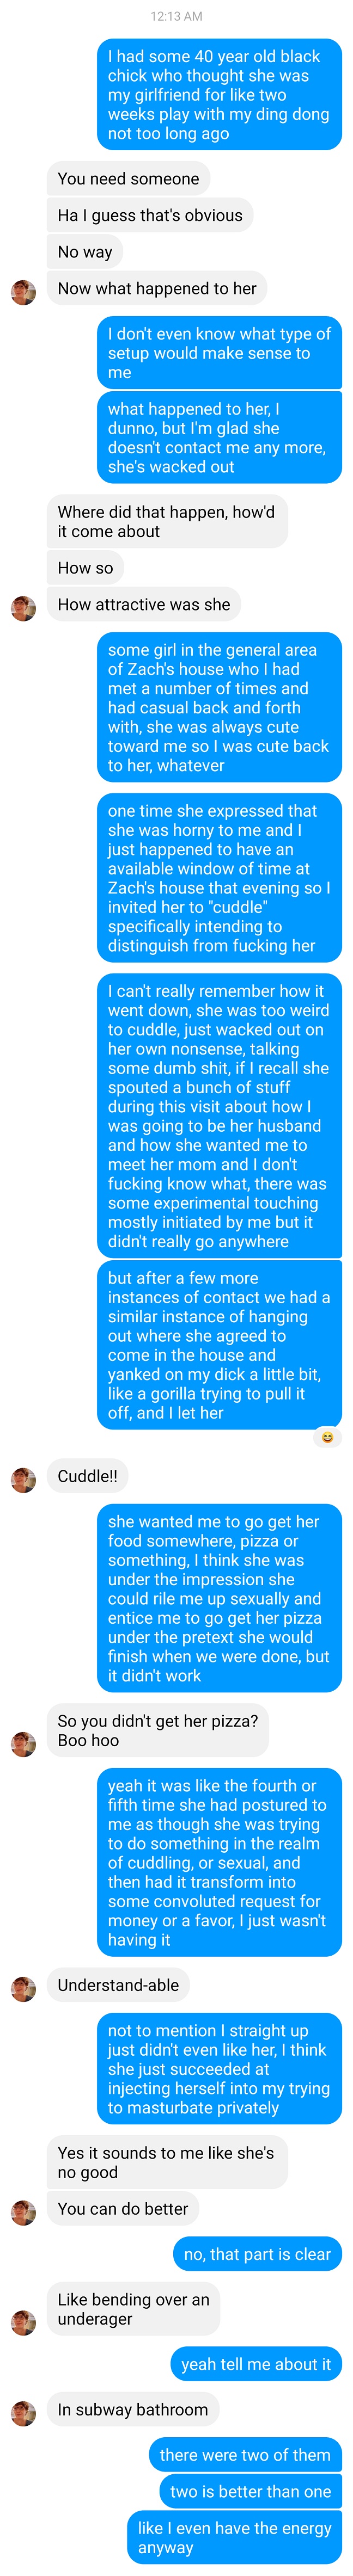 12:13 AM
I had some 40 year old black
chick who thought she was
my girlfriend for like two
weeks play with my ding dong
not too long ago
You need someone
Ha I guess that's obvious
No way
Now what happened to her
I don't even know what type of
setup would make sense to
me
what happened to her, I
dunno, but I'm glad she
doesn't contact me any more,
she's wacked out
Where did that happen, how'd
it come about
How so
How attractive was she
some girl in the general area
of Zach's house who I had
met a number of times and
had casual back and forth
with, she was always cute
toward me so I was cute back
to her, whatever
one time she expressed that
she was horny to me and I
just happened to have an
available window of time at
Zach's house that evening so I
invited her to "cuddle"
specifically intending to
distinguish from fucking her
I can't really remember how it
went down, she was too weird
to cuddle, just wacked out on
her own nonsense, talking
some dumb shit, if I recall she
spouted a bunch of stuff
during this visit about how I
was going to be her husband
and how she wanted me to
meet her mom and I don't
fucking know what, there was
some experimental touching
mostly initiated by me but it
didn't really go anywhere
but after a few more
instances of contact we had a
similar instance of hanging
out where she agreed to
come in the house and
yanked on my dick a little bit,
like a gorilla trying to pull it
off, and I let her
Cuddle!!
she wanted me to go get her
food somewhere, pizza or
something, I think she was
under the impression she
could rile me up sexually and
entice me to go get her pizza
under the pretext she would
finish when we were done, but
it didn't work
So you didn't get her pizza?
Boo hoo
yeah it was like the fourth or
fifth time she had postured to
me as though she was trying
to do something in the realm
of cuddling, or sexual, and
then had it transform into
some convoluted request for
money or a favor, I just wasn't
having it
Understand-able
not to mention I straight up
just didn't even like her, I think
she just succeeded at
injecting herself into my trying
to masturbate privately
Yes it sounds to me like she's
no good
You can do better
no, that part is clear
Like bending over an
underager
yeah tell me about it
In subway bathroom
there were two of them
two is better than one
like I even have the energy
anyway